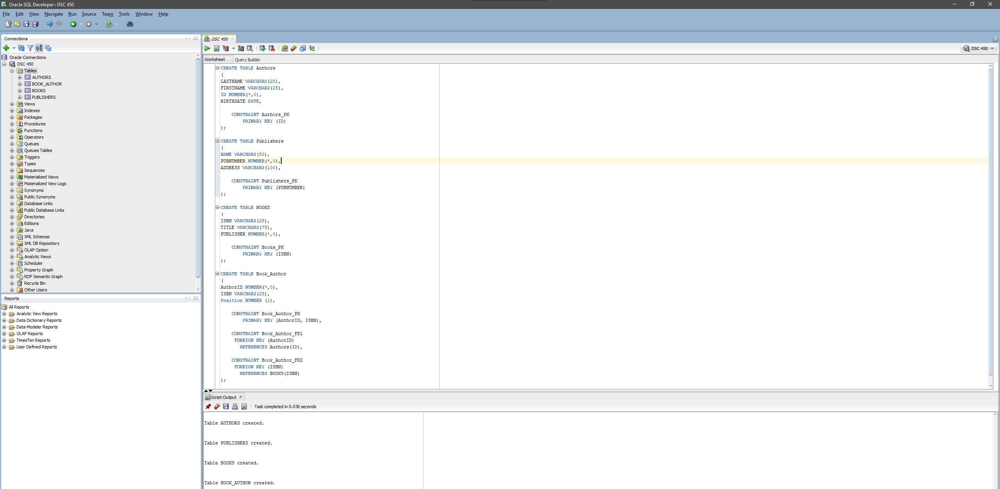 Oracle SQL Developer : DSC 450
File Edit View Navigate Run Source Team Tools Window Help
Connections
Oracle Connections
DSC 450
Tables
AUTHORS
BOOK_AUTHOR
BOOKS
PUBLISHERS
Views
Indexes
Packages
Procedures
Functions
Operators
Queues
Queues Tables
Triggers
Types
Sequences
Materialized Views
Materialized View Logs
Synonyms
Public Synonyms
Database Links
Public Database Links
Directories
Editions
Java
XML Schemas
XML DB Repository
OLAP Option
Analytic Views
Scheduler
Property Graph
RDF Semantic Graph
Recycle Bin
Other Users
Reports
All Reports
Analytic View Reports
Data Dictionary Reports
Data Modeler Reports
OLAP Reports
TimesTen Reports
User Defined Reports
DSC 450
DSC 450
Worksheet Query Builder
CREATE TABLE Authors
(
LASTNAME VARCHAR2(25),
FIRSTNAME VARCHAR2(25),
ID NUMBER(*,0),
BIRTHDATE DATE,
CONSTRAINT Authors_PK
PRIMARY KEY (ID)
);
CREATE TABLE Publishers
(
NAME VARCHAR2(50),
PUBNUMBER NUMBER(*,0),
ADDRESS VARCHAR2(100),
CONSTRAINT Publishers_PK
PRIMARY KEY (PUBNUMBER)
);
CREATE TABLE BOOKS
(
ISBN VARCHAR2(25),
TITLE VARCHAR2(75),
PUBLISHER NUMBER(*,0),
CONSTRAINT Books_PK
PRIMARY KEY (ISBN)
);
CREATE TABLE Book_Author
(
AuthorID NUMBER(*,0),
ISBN VARCHAR2(25),
Position NUMBER (1),
CONSTRAINT Book_Author_PK
PRIMARY KEY (AuthorID, ISBN),
CONSTRAINT Book_Author_FK1
FOREIGN KEY (AuthorID)
REFERENCES Authors(ID),
CONSTRAINT Book_Author_FK2
FOREIGN KEY (ISBN)
REFERENCES BOOKS(ISBN)
);
Script Output
Task completed in 0.036 seconds
Table AUTHORS created.
Table PUBLISHERS created.
Table BOOKS created.
Table BOOK_AUTHOR created.